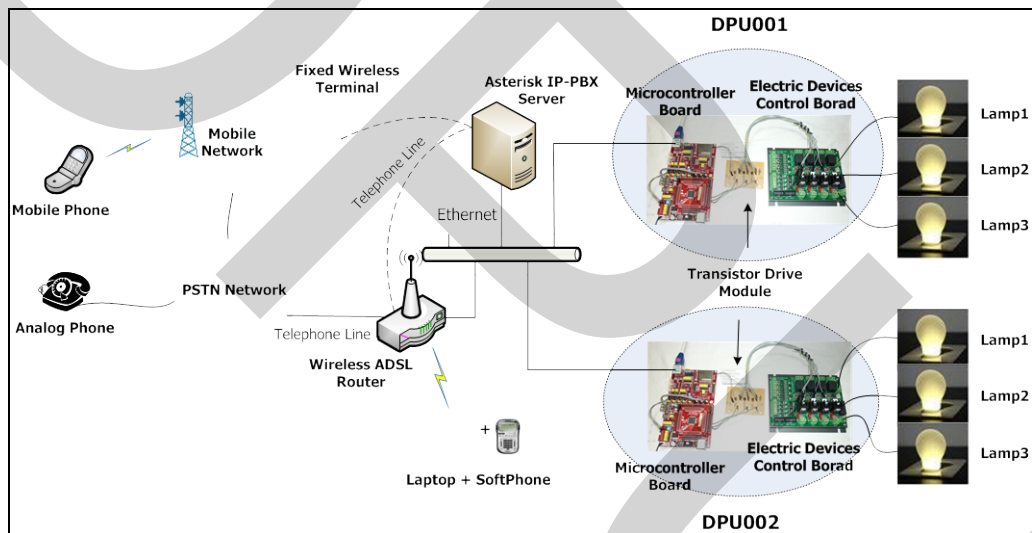 DPU001
Fixed Wireless
Terminal
Asterisk IP-PBX
Server
Microcontroller
Board
Electric Devices
Control Borad
Lamp1
Lamp2
Lamp3
Mobile
Network
Mobile Phone
Telephone Line
Ethernet
Transistor Drive
Module
PSTN Network
Analog Phone
Telephone Line
Wireless ADSL
Router
+
Laptop + SoftPhone
Microcontroller
Board
Electric Devices
Control Borad
Lamp1
Lamp2
Lamp3
DPU002